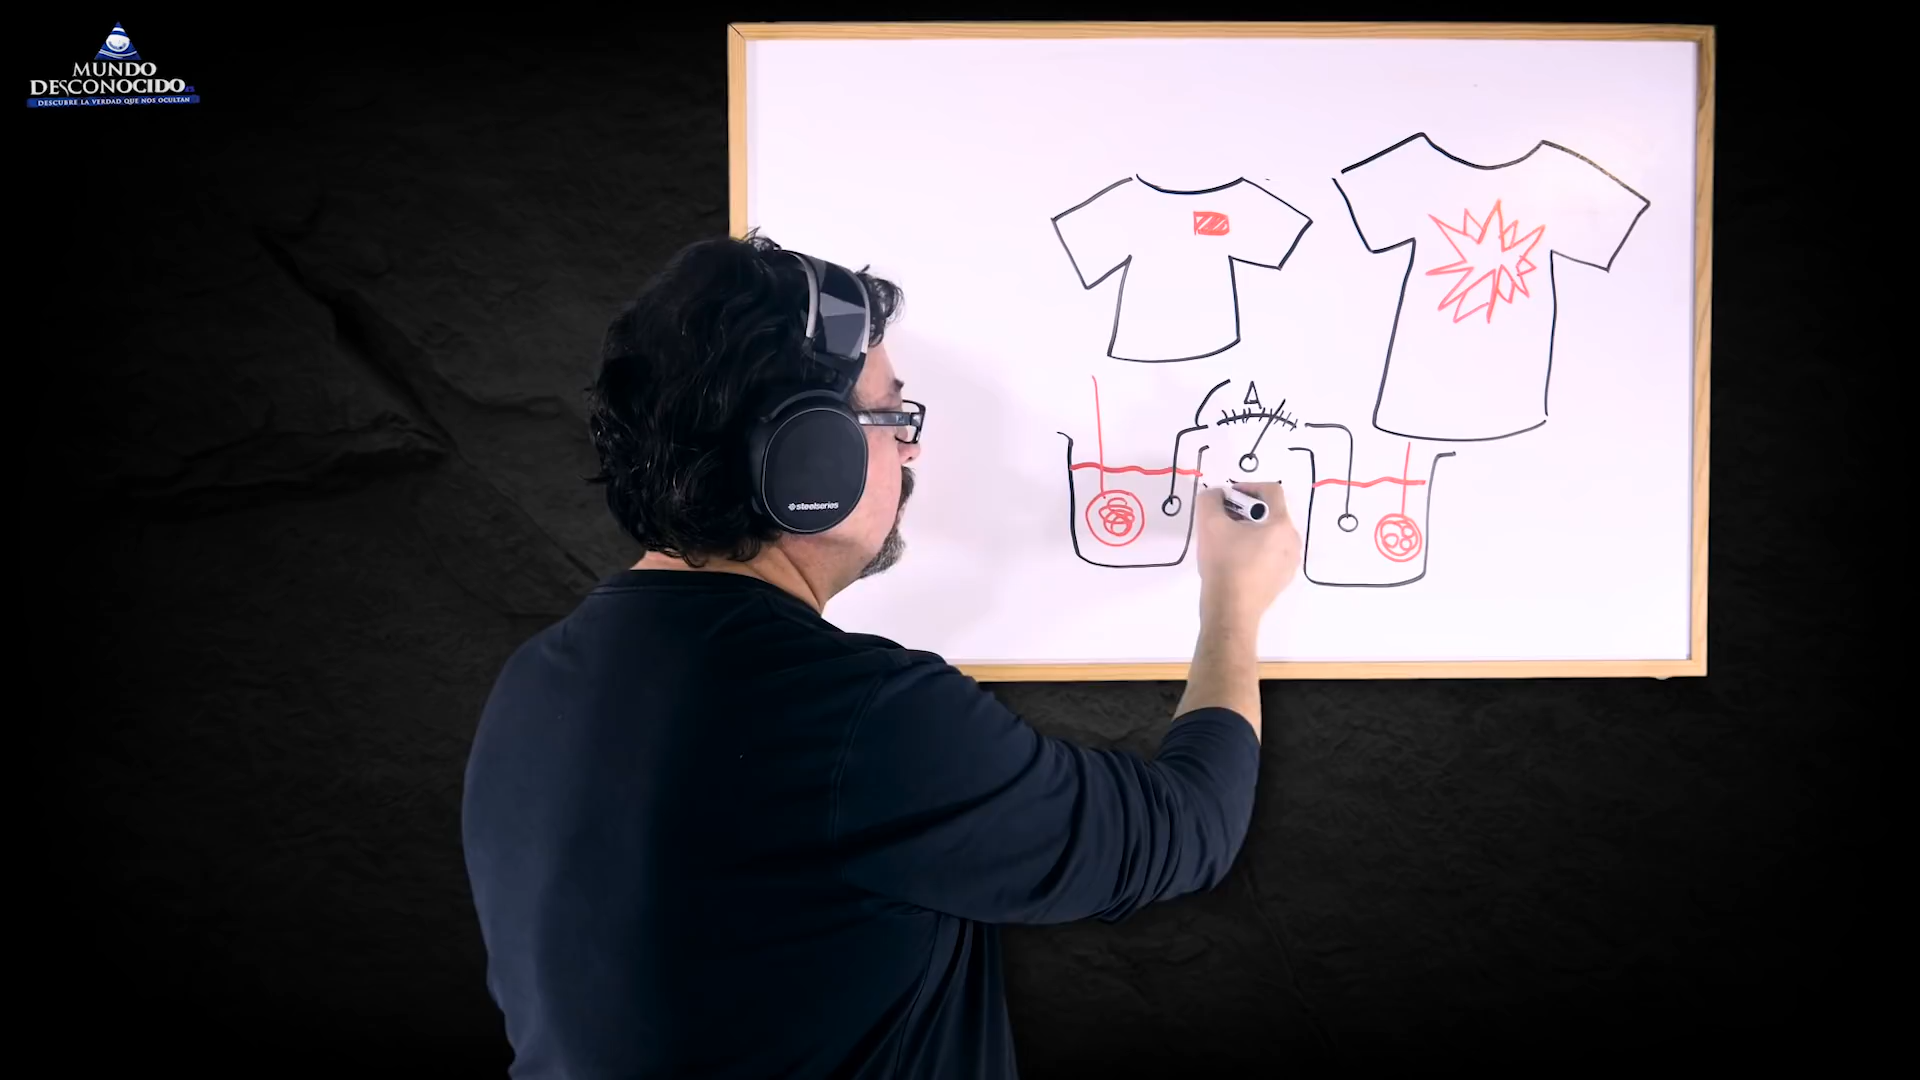 MUNDO
DESCONOCIDO
DESCUBRE LA VERDAD QUE NOS OCULTAN
A
steelseries